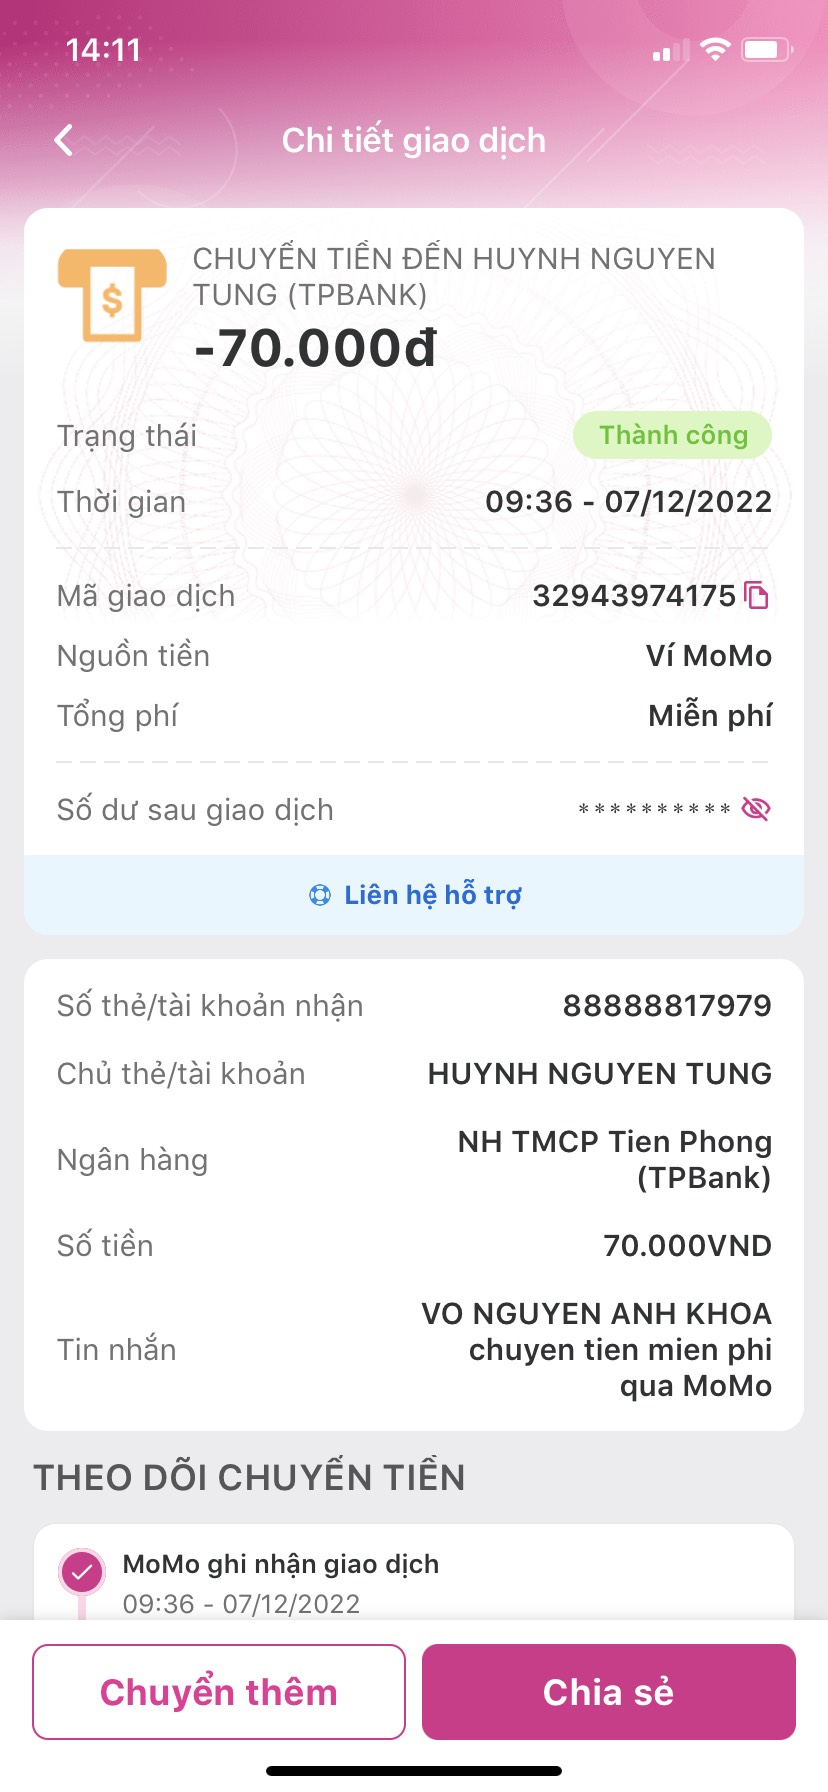 14:11
Chi tiết giao dịch
CHUYỂN TIỀN ĐẾN HUYNH NGUYEN
TUNG (TPBANK)
-70.000đ
Trạng thái
Thành công
Thời gian
09:36 - 07/12/2022
Mã giao dịch
32943974175
Nguồn tiền
Ví MoMo
Tổng phí
Miễn phí
Số dư sau giao dịch
**********
Liên hệ hỗ trợ
Số thẻ/tài khoản nhận
88888817979
Chủ thẻ/tài khoản
HUYNH NGUYEN TUNG
Ngân hàng
NH TMCP Tien Phong
(TPBank)
Số tiền
70.000VND
Tin nhắn
VO NGUYEN ANH KHOA
chuyen tien mien phi
qua MoMo
THEO DÕI CHUYỂN TIỀN
MoMo ghi nhận giao dịch
09:36 - 07/12/2022
Chuyển thêm
Chia sẻ